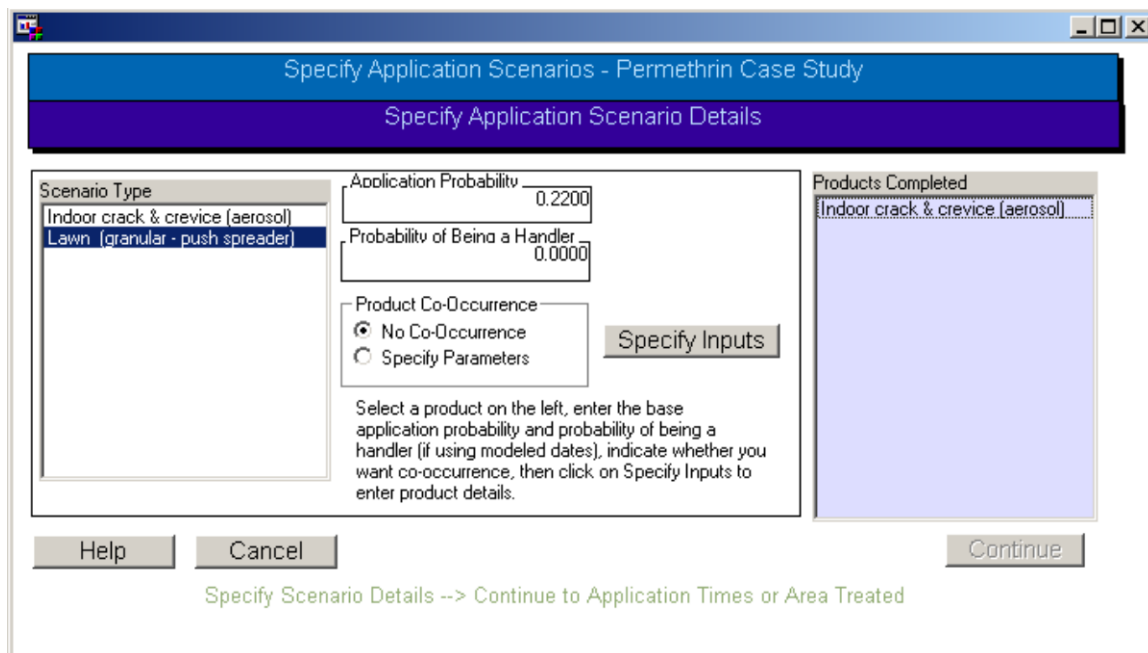 Specify Application Scenarios - Permethrin Case Study
Specify Application Scenario Details
Scenario Type
Indoor crack & crevice (aerosol)
Lawn (granular - push spreader)
Application Probability
0.2200
Probability of Being a Handler
0.0000
Product Co-Occurrence
No Co-Occurrence
Specify Parameters
Specify Inputs
Select a product on the left, enter the base
application probability and probability of being a
handler (if using modeled dates), indicate whether you
want co-occurrence, then click on Specify Inputs to
enter product details.
Products Completed
Indoor crack & crevice (aerosol)
Help
Cancel
Continue
Specify Scenario Details --> Continue to Application Times or Area Treated